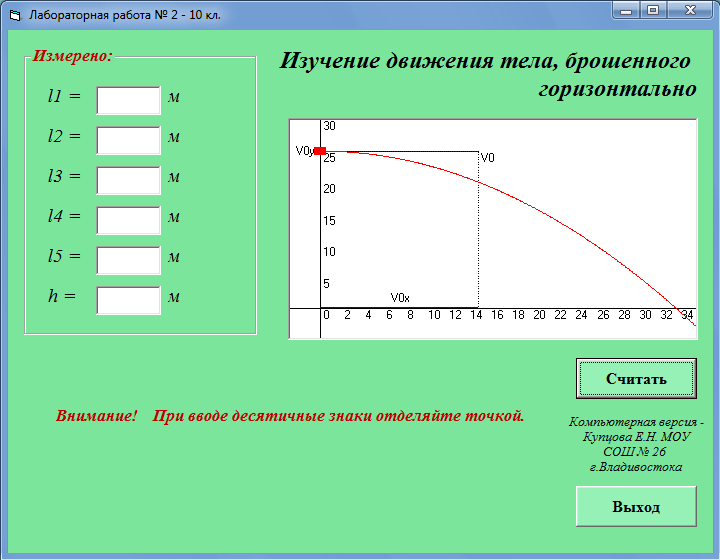 Лабораторная работа № 2 - 10 кл.
Измерено:
l1 = м
l2 = м
l3 = м
l4 = м
l5 = м
h = м
Изучение движения тела, брошенного
горизонтально
30
V0y
25
V0
20
15
10
5
V0x
0 2 4 6 8 10 12 14 16 18 20 22 24 26 28 30 32 34
Считать
Внимание! При вводе десятичные знаки отделяйте точкой.
Компьютерная версия -
Купцова Е.Н. МОУ
СОШ № 26
г.Владивостока
Выход